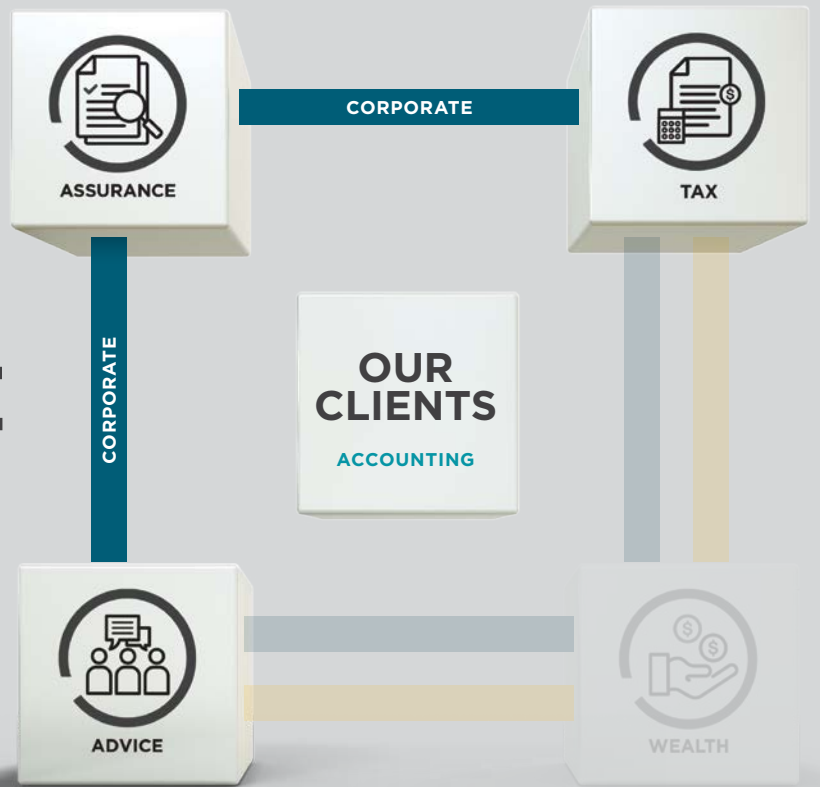 ASSURANCE
CORPORATE
TAX
CORPORATE
OUR
CLIENTS
ACCOUNTING
ADVICE
WEALTH